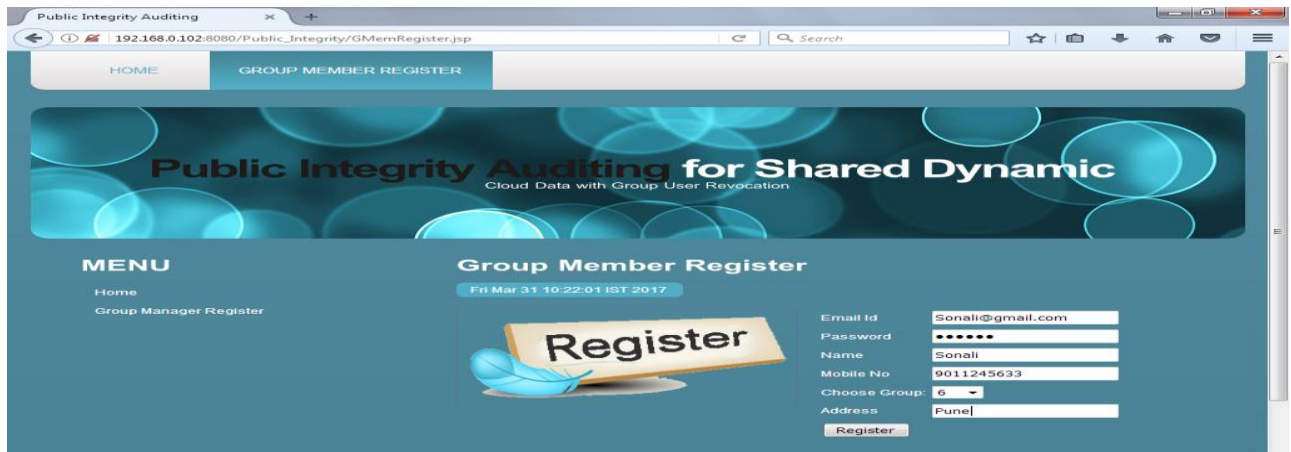 Public Integrity Auditing
192.168.0.102:8080/Public_Integrity/GMemRegister.jsp
Search
HOME
GROUP MEMBER REGISTER
Public Integrity Auditing for Shared Dynamic
Cloud Data with Group User Revocation
MENU
Home
Group Manager Register
Group Member Register
Fri Mar 31 10:22:01 IST 2017
Register
Email Id Sonali@gmail.com
Password ●●●●●●
Name Sonali
Mobile No 9011245633
Choose Group: 6
Address Pune
Register